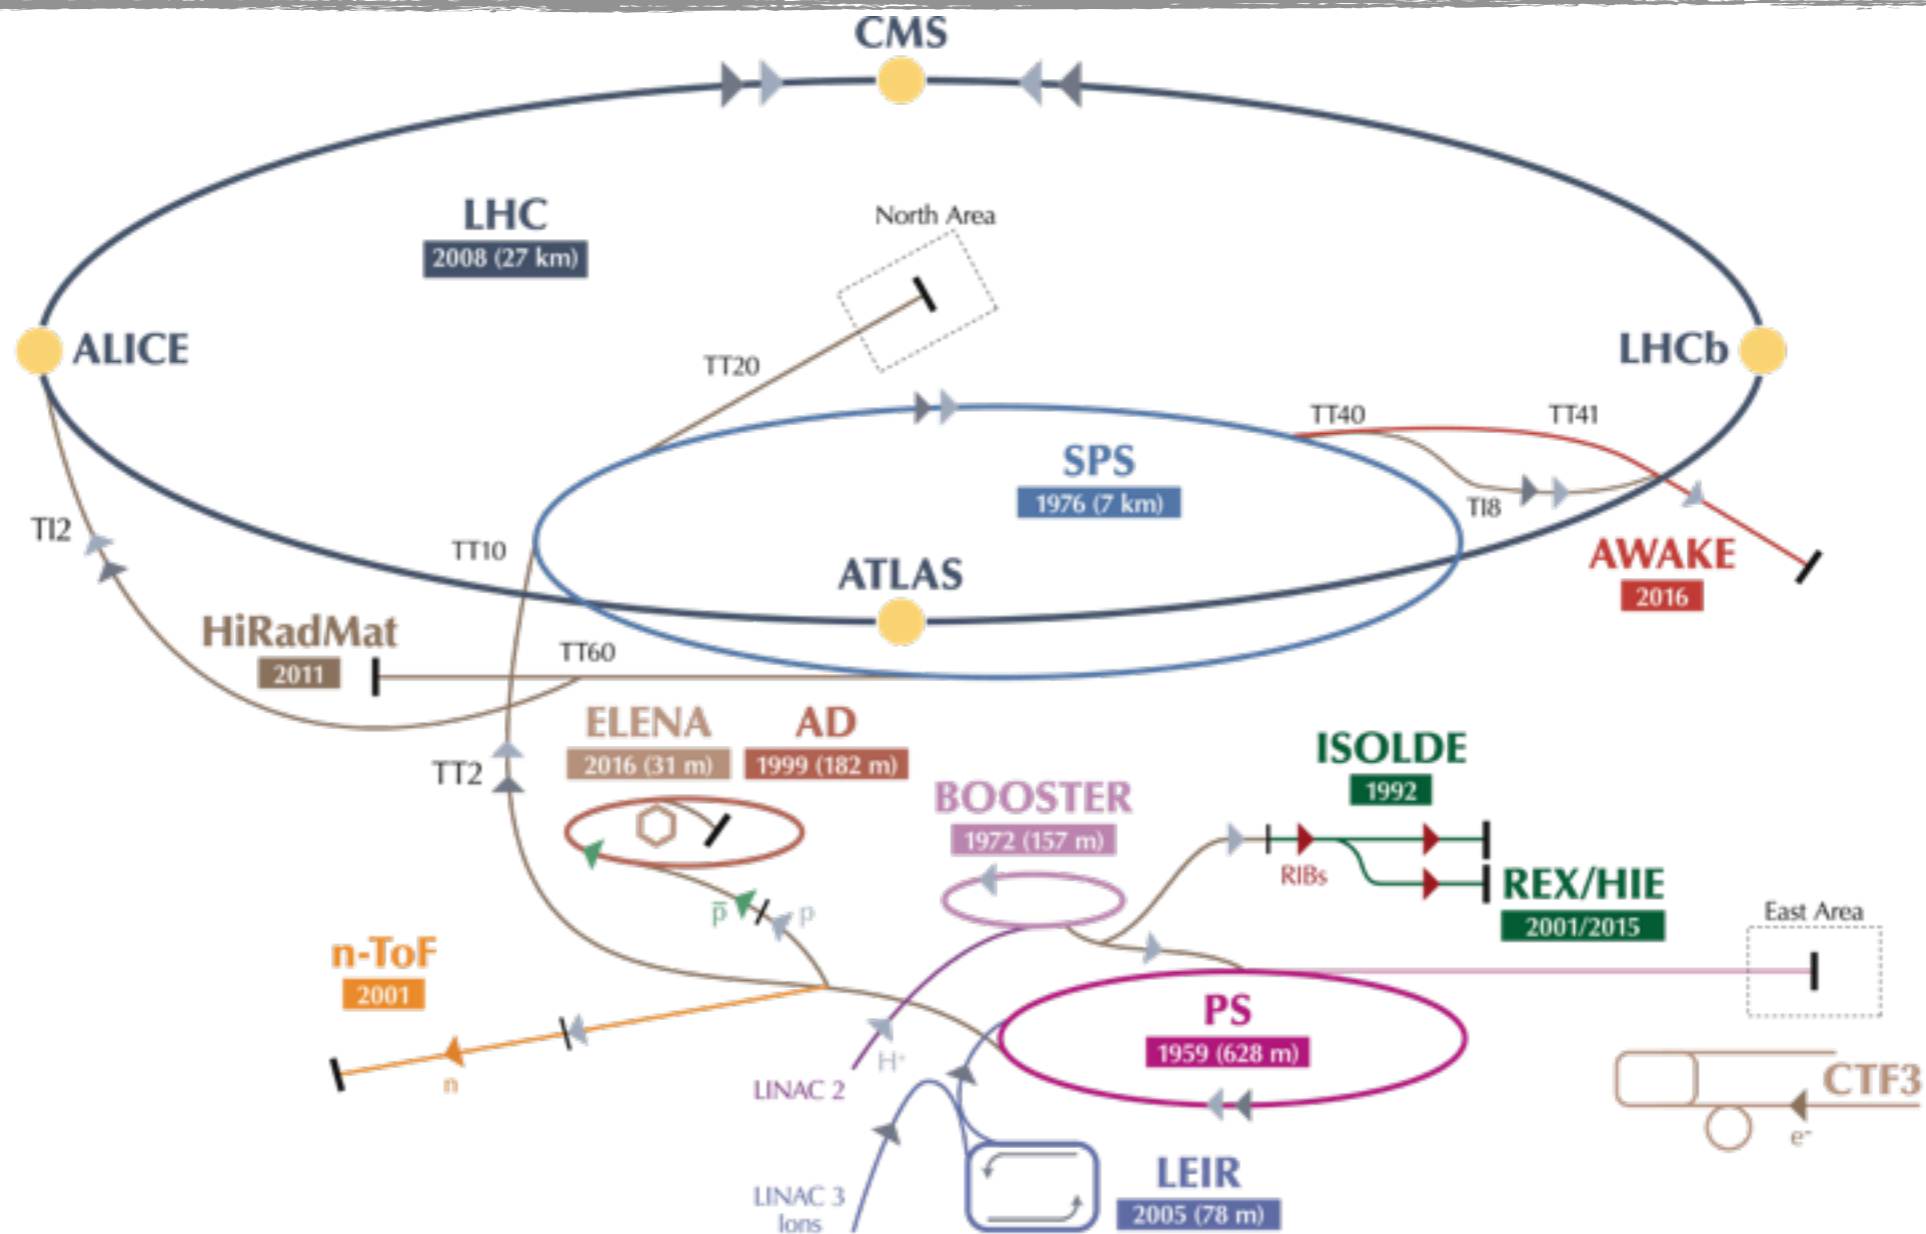 CMS
LHC
2008 (27 km)
North Area
ALICE
LHCb
TT20
TT40
TT41
SPS
1976 (7 km)
TI8
TI2
TT10
ATLAS
AWAKE
2016
HiRadMat
2011
TT60
ELENA
2016 (31 m)
AD
1999 (182 m)
TT2
ISOLDE
1992
BOOSTER
1972 (157 m)
RIBs
REX/HIE
2001/2015
p̅
p
East Area
n-ToF
2001
n
PS
1959 (628 m)
H⁺
LINAC 2
CTF3
e⁻
LINAC 3
Ions
LEIR
2005 (78 m)